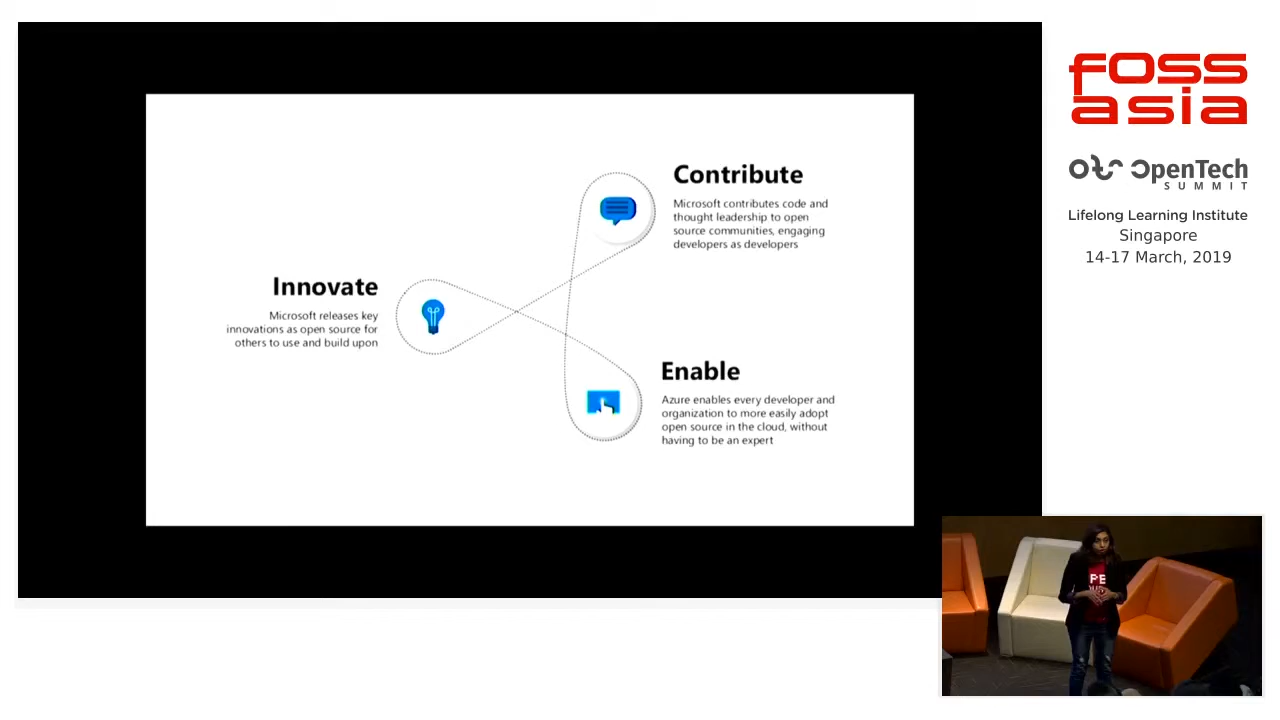 Contribute
Microsoft contributes code and
thought leadership to open
source communities, engaging
developers as developers
Innovate
Microsoft releases key
innovations as open source for
others to use and build upon
Enable
Azure enables every developer and
organization to more easily adopt
open source in the cloud, without
having to be an expert
fOSS
asia
OpenTech
SUMMIT
Lifelong Learning Institute
Singapore
14-17 March, 2019